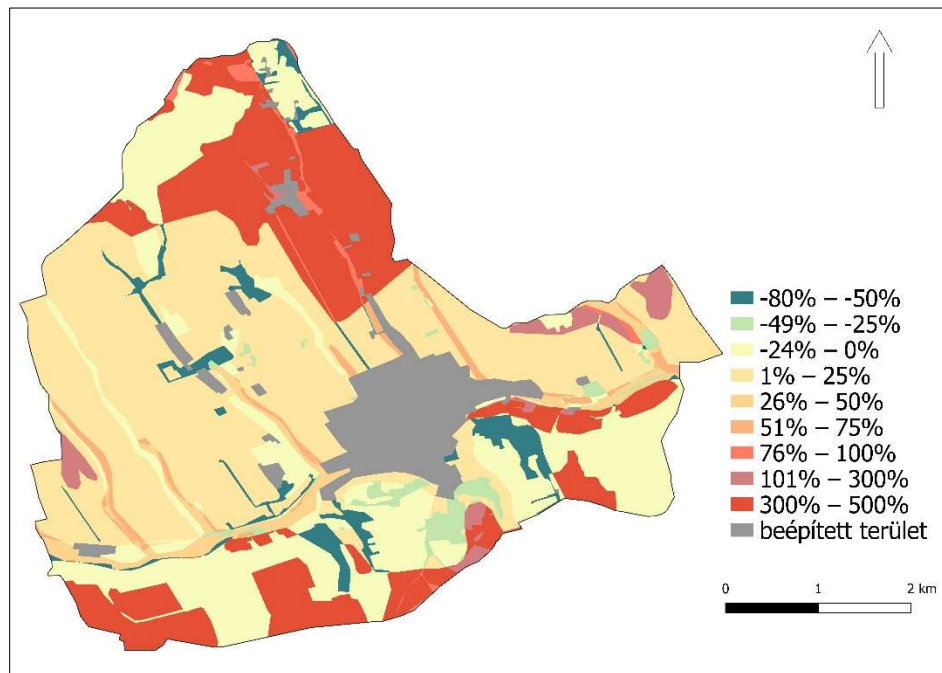 -80% – -50%
-49% – -25%
-24% – 0%
1% – 25%
26% – 50%
51% – 75%
76% – 100%
101% – 300%
300% – 500%
beépített terület
0 1 2 km